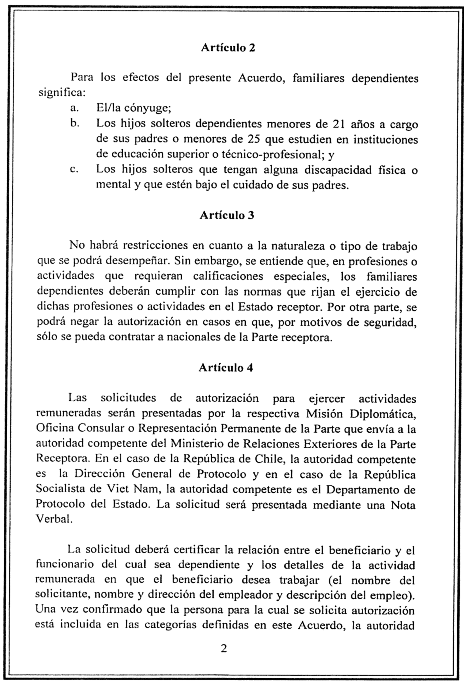 Artículo 2
Para los efectos del presente Acuerdo, familiares dependientes
significa:
a. El/la cónyuge;
b. Los hijos solteros dependientes menores de 21 años a cargo
de sus padres o menores de 25 que estudien en instituciones
de educación superior o técnico-profesional; y
c. Los hijos solteros que tengan alguna discapacidad física o
mental y que estén bajo el cuidado de sus padres.
Artículo 3
No habrá restricciones en cuanto a la naturaleza o tipo de trabajo
que se podrá desempeñar. Sin embargo, se entiende que, en profesiones o
actividades que requieran calificaciones especiales, los familiares
dependientes deberán cumplir con las normas que rijan el ejercicio de
dichas profesiones o actividades en el Estado receptor. Por otra parte, se
podrá negar la autorización en casos en que, por motivos de seguridad,
sólo se pueda contratar a nacionales de la Parte receptora.
Artículo 4
Las solicitudes de autorización para ejercer actividades
remuneradas serán presentadas por la respectiva Misión Diplomática,
Oficina Consular o Representación Permanente de la Parte que envía a la
autoridad competente del Ministerio de Relaciones Exteriores de la Parte
Receptora. En el caso de la República de Chile, la autoridad competente
es la Dirección General de Protocolo y en el caso de la República
Socialista de Viet Nam, la autoridad competente es el Departamento de
Protocolo del Estado. La solicitud será presentada mediante una Nota
Verbal.
La solicitud deberá certificar la relación entre el beneficiario y el
funcionario del cual sea dependiente y los detalles de la actividad
remunerada en que el beneficiario desea trabajar (el nombre del
solicitante, nombre y dirección del empleador y descripción del empleo).
Una vez confirmado que la persona para la cual se solicita autorización
está incluida en las categorías definidas en este Acuerdo, la autoridad
2